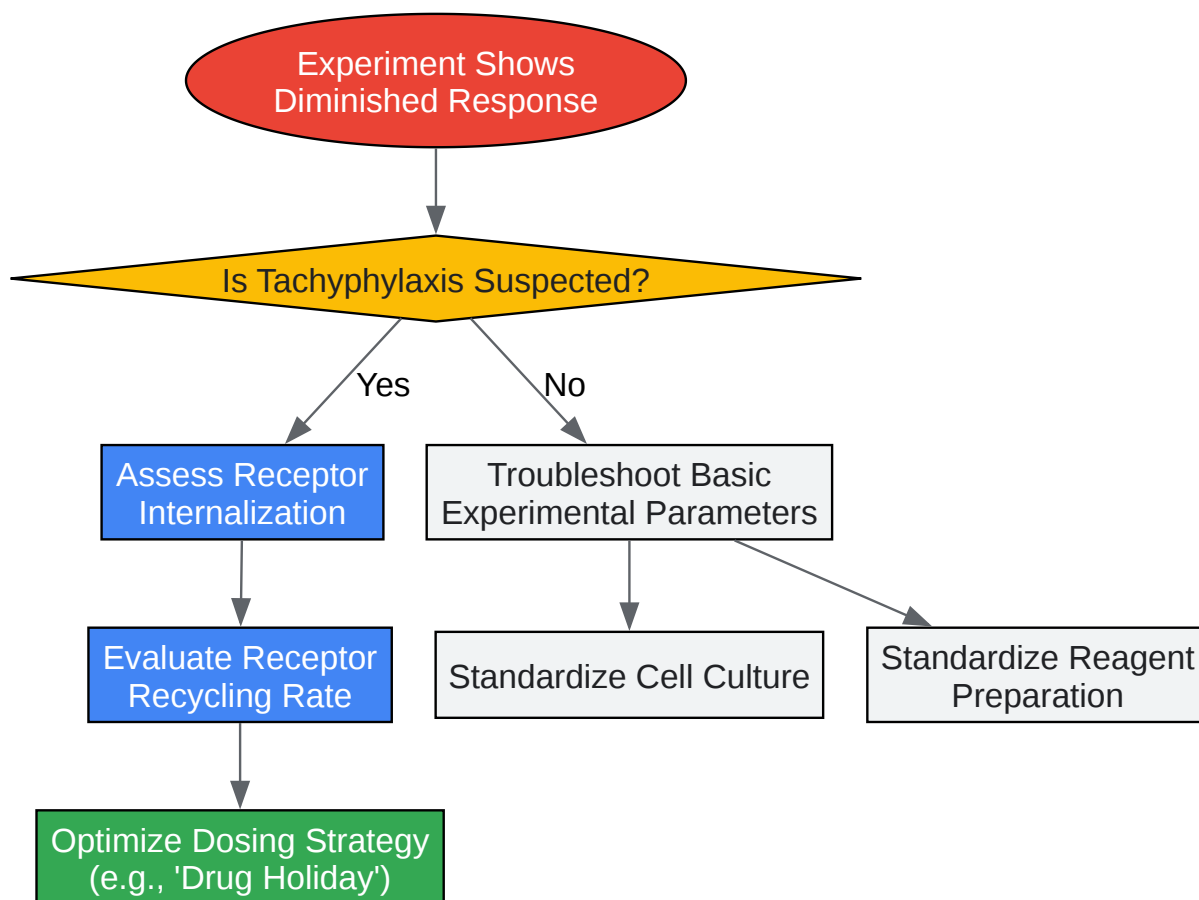 Experiment Shows
Diminished Response
Is Tachyphylaxis Suspected?
Yes
No
Assess Receptor
Internalization
Troubleshoot Basic
Experimental Parameters
Evaluate Receptor
Recycling Rate
Standardize Cell Culture
Standardize Reagent
Preparation
Optimize Dosing Strategy
(e.g., 'Drug Holiday')